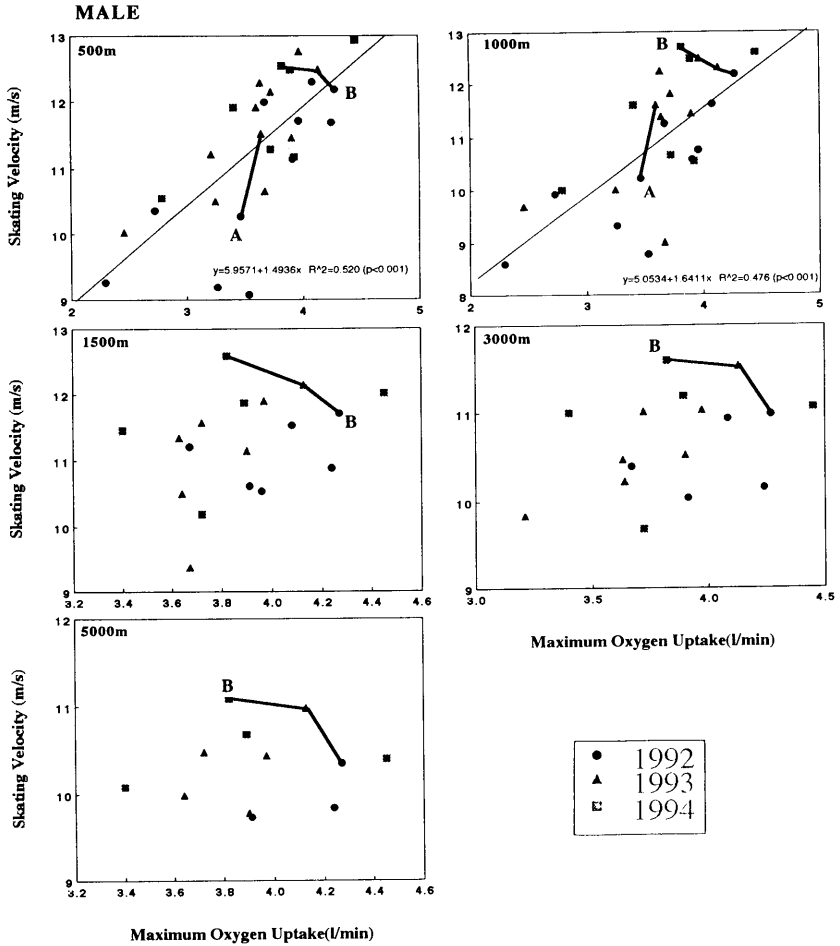 MALE
500m
13
12
11
10
9
2 3 4 5
B
A
y=5.9571+1.4936x R^2=0.520 (p<0.001)
Skating Velocity (m/s)
1000m
13
12
11
10
9
8
2 3 4 5
B
A
y=5.0534+1.6411x R^2=0.476 (p<0.001)
1500m
13
12
11
10
9
3.2 3.4 3.6 3.8 4.0 4.2 4.4 4.6
B
Skating Velocity (m/s)
3000m
12
11
10
9
3.0 3.5 4.0 4.5
B
Maximum Oxygen Uptake(l/min)
5000m
12
11
10
9
3.2 3.4 3.6 3.8 4.0 4.2 4.4 4.6
B
Skating Velocity (m/s)
Maximum Oxygen Uptake(l/min)
1992
1993
1994